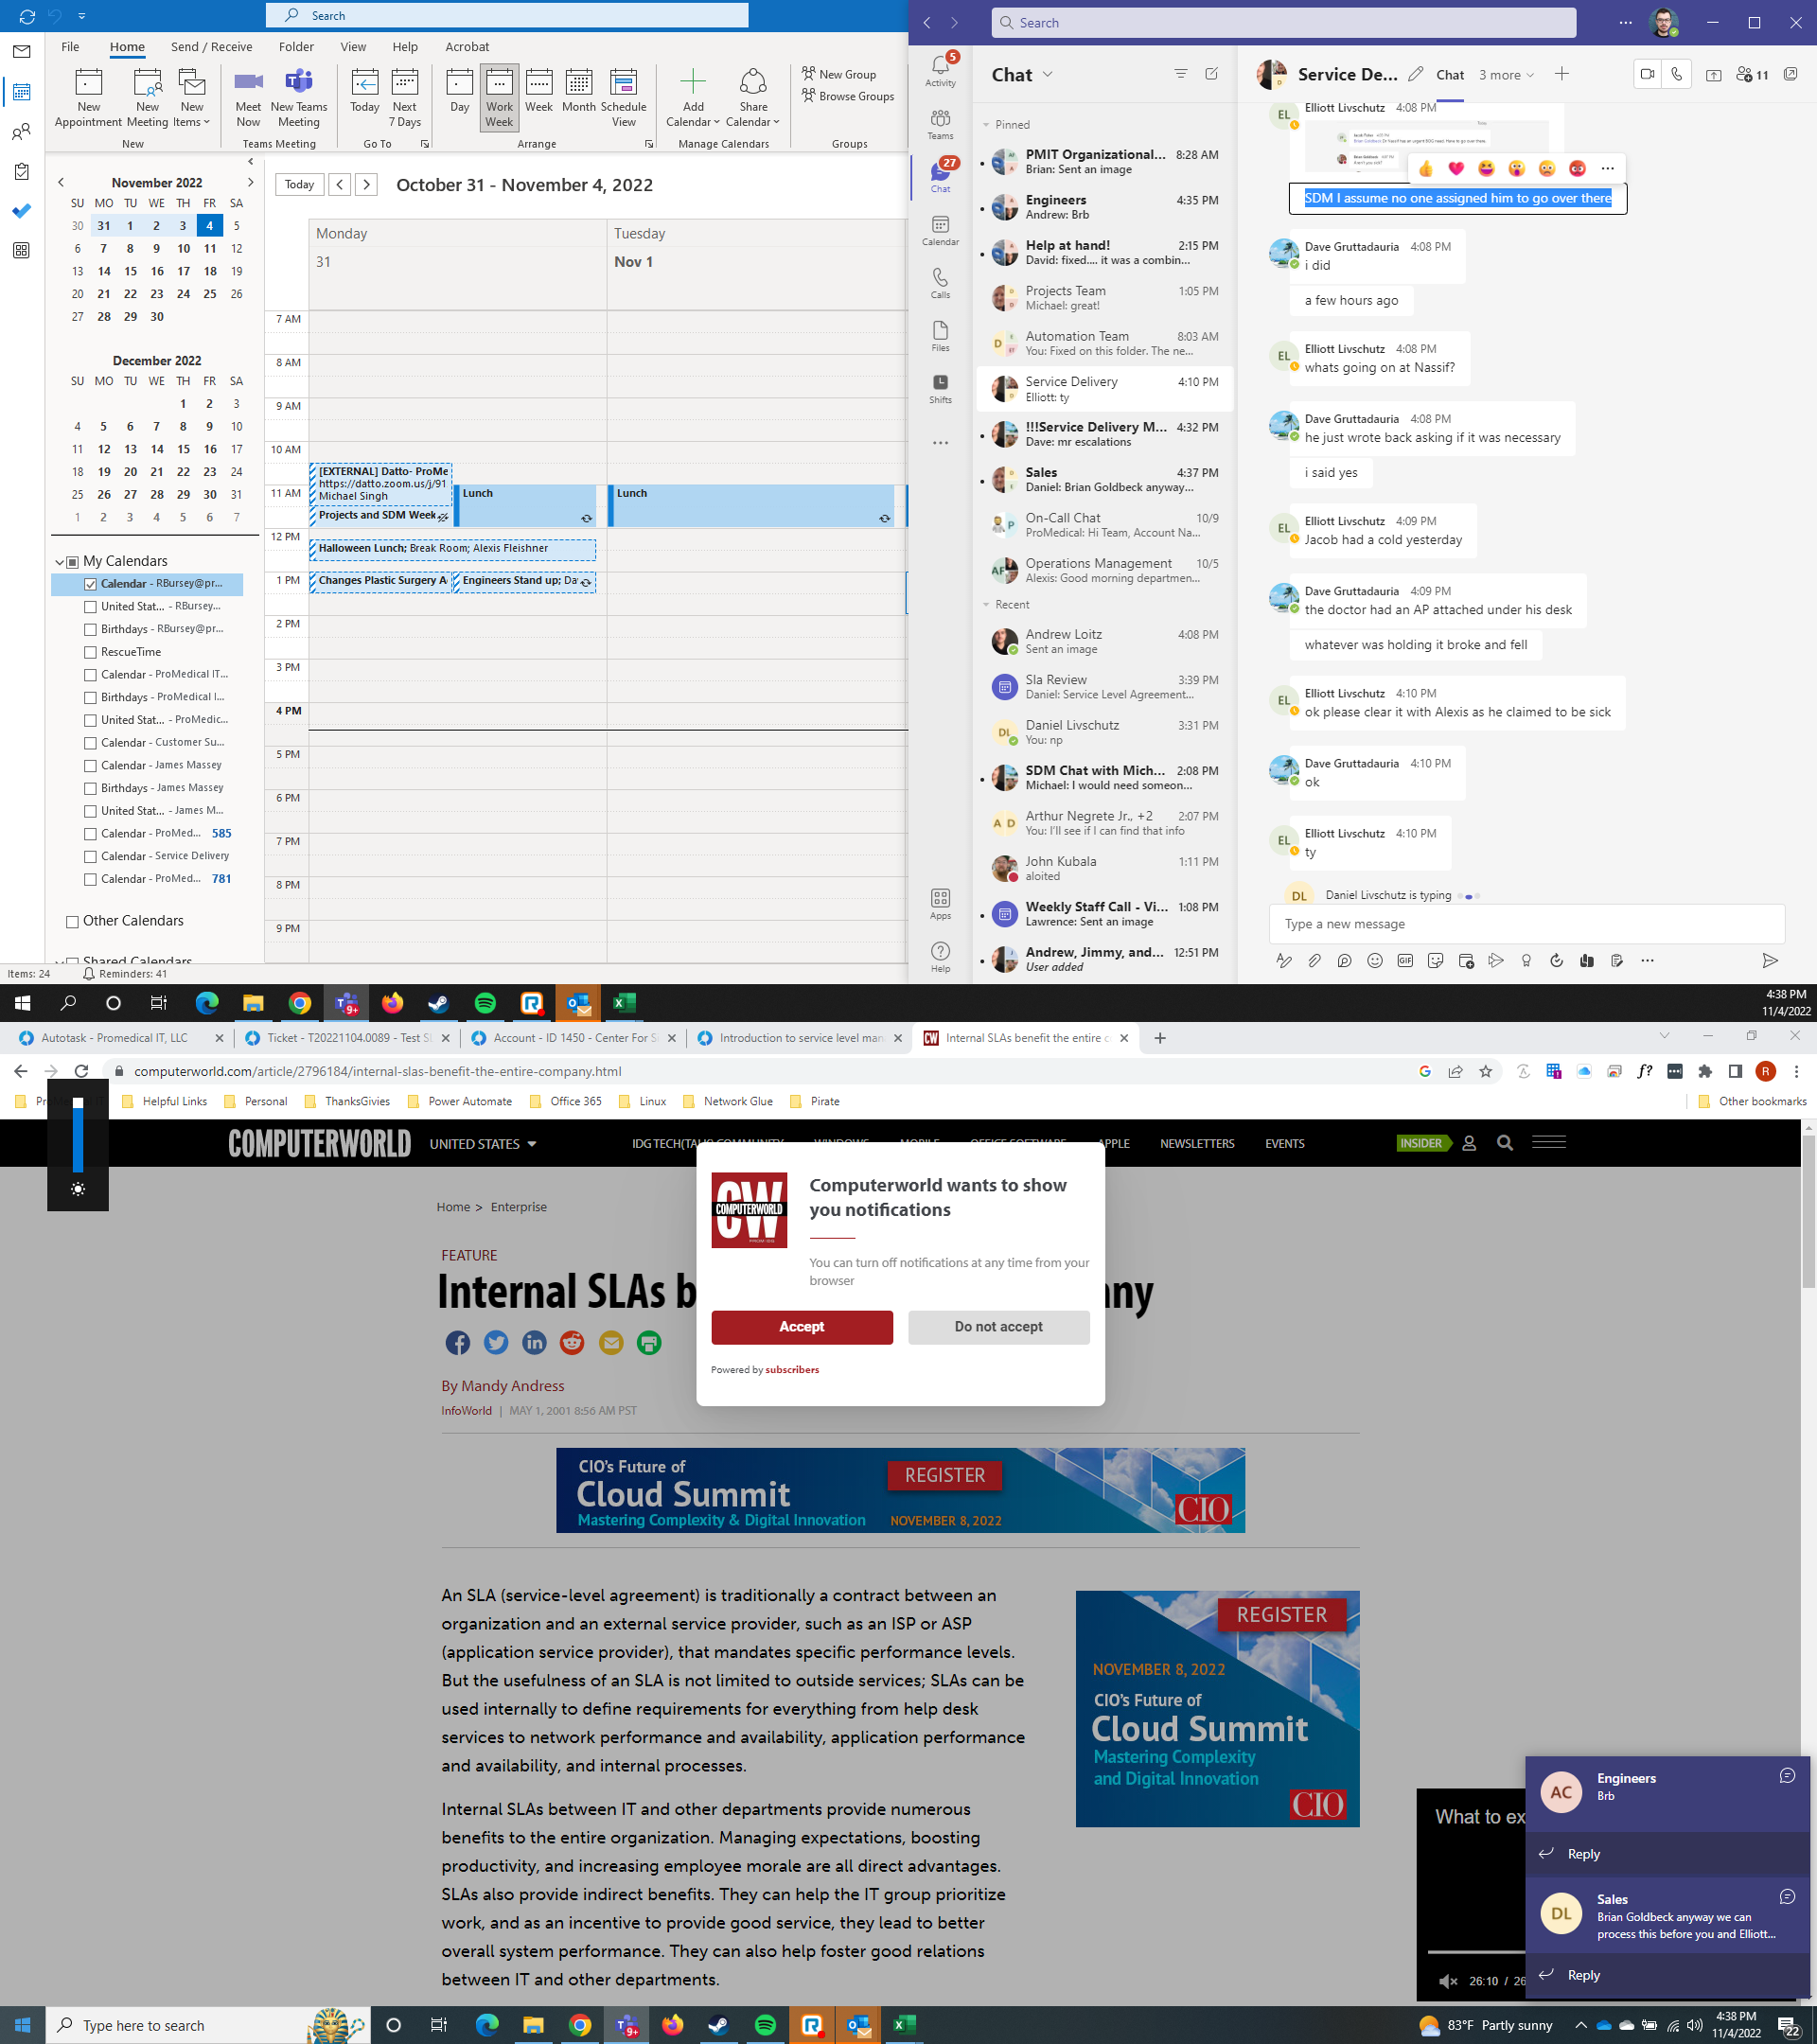 Search
File Home Send / Receive Folder View Help Acrobat
New Appointment
New Meeting
New Items
Meet Now
New Teams Meeting
Today
Next 7 Days
Day
Work Week
Week
Month
Schedule View
Add Calendar
Share Calendar
New Group
Browse Groups
New
Teams Meeting
Go To
Arrange
Manage Calendars
Groups
November 2022
SU MO TU WE TH FR SA
30 31 1 2 3 4 5
6 7 8 9 10 11 12
13 14 15 16 17 18 19
20 21 22 23 24 25 26
27 28 29 30
December 2022
SU MO TU WE TH FR SA
1 2 3
4 5 6 7 8 9 10
11 12 13 14 15 16 17
18 19 20 21 22 23 24
25 26 27 28 29 30 31
1 2 3 4 5 6 7
My Calendars
Calendar - RBursey@pr...
United Stat... - RBursey...
Birthdays - RBursey@pr...
RescueTime
Calendar - ProMedical IT...
Birthdays - ProMedical I...
United Stat... - ProMedic...
Calendar - Customer Su...
Calendar - James Massey
Birthdays - James Massey
United Stat... - James M...
Calendar - ProMed... 585
Calendar - Service Delivery
Calendar - ProMed... 781
Other Calendars
Shared Calendars
Items: 24 Reminders: 41
Today
October 31 - November 4, 2022
Monday
Tuesday
31
Nov 1
7 AM
8 AM
9 AM
10 AM
11 AM
12 PM
1 PM
2 PM
3 PM
4 PM
5 PM
6 PM
7 PM
8 PM
9 PM
[EXTERNAL] Datto- ProMe
https://datto.zoom.us/j/91
Michael Singh
Projects and SDM Week
Lunch
Lunch
Halloween Lunch; Break Room; Alexis Fleishner
Changes Plastic Surgery A
Engineers Stand up; Da
Search
Activity
5
Teams
Chat
27
Calendar
Calls
Files
Shifts
Apps
Help
Chat
Pinned
PMIT Organizational... 8:28 AM
Brian: Sent an image
Engineers 4:35 PM
Andrew: Brb
Help at hand! 2:15 PM
David: fixed.... it was a combin...
Projects Team 1:05 PM
Michael: great!
Automation Team 8:03 AM
You: Fixed on this folder. The ne...
Service Delivery 4:10 PM
Elliott: ty
!!!Service Delivery M... 4:32 PM
Dave: mr escalations
Sales 4:37 PM
Daniel: Brian Goldbeck anyway...
On-Call Chat 10/9
ProMedical: Hi Team, Account Na...
Operations Management 10/5
Alexis: Good morning departmen...
Recent
Andrew Loitz 4:08 PM
Sent an image
Sla Review 3:39 PM
Daniel: Service Level Agreement...
Daniel Livschutz 3:31 PM
You: np
SDM Chat with Mich... 2:08 PM
Michael: I would need someon...
Arthur Negrete Jr., +2 2:07 PM
You: I'll see if I can find that info
John Kubala 1:11 PM
aloited
Weekly Staff Call - Vi... 1:08 PM
Lawrence: Sent an image
Andrew, Jimmy, and... 12:51 PM
User added
Service De... Chat 3 more 11
Elliott Livschutz 4:08 PM
SDM I assume no one assigned him to go over there
Dave Gruttadauria 4:08 PM
i did
a few hours ago
Elliott Livschutz 4:08 PM
whats going on at Nassif?
Dave Gruttadauria 4:08 PM
he just wrote back asking if it was necessary
i said yes
Elliott Livschutz 4:09 PM
Jacob had a cold yesterday
Dave Gruttadauria 4:09 PM
the doctor had an AP attached under his desk
whatever was holding it broke and fell
Elliott Livschutz 4:10 PM
ok please clear it with Alexis as he claimed to be sick
Dave Gruttadauria 4:10 PM
ok
Elliott Livschutz 4:10 PM
ty
Daniel Livschutz is typing
Type a new message
4:38 PM
11/4/2022
Autotask - Promedical IT, LLC
Ticket - T20221104.0089 - Test S
Account - ID 1450 - Center For S
Introduction to service level man
Internal SLAs benefit the entire c
computerworld.com/article/2796184/internal-slas-benefit-the-entire-company.html
Helpful Links Personal ThanksGivies Power Automate Office 365 Linux Network Glue Pirate Other bookmarks
COMPUTERWORLD UNITED STATES IDG TECH(TALK) COMMUNITY WINDOWS MOBILE OFFICE SOFTWARE APPLE NEWSLETTERS EVENTS INSIDER
Home > Enterprise
FEATURE
Internal SLAs b
ny
CW
COMPUTERWORLD
FROM IDG
Computerworld wants to show
you notifications
You can turn off notifications at any time from your
browser
Accept
Do not accept
Powered by subscribers
By Mandy Andress
InfoWorld | MAY 1, 2001 8:56 AM PST
CIO's Future of
Cloud Summit
Mastering Complexity & Digital Innovation
REGISTER
NOVEMBER 8, 2022
CIO
An SLA (service-level agreement) is traditionally a contract between an
organization and an external service provider, such as an ISP or ASP
(application service provider), that mandates specific performance levels.
But the usefulness of an SLA is not limited to outside services; SLAs can be
used internally to define requirements for everything from help desk
services to network performance and availability, application performance
and availability, and internal processes.
Internal SLAs between IT and other departments provide numerous
benefits to the entire organization. Managing expectations, boosting
productivity, and increasing employee morale are all direct advantages.
SLAs also provide indirect benefits. They can help the IT group prioritize
work, and as an incentive to provide good service, they lead to better
overall system performance. They can also help foster good relations
between IT and other departments.
REGISTER
NOVEMBER 8, 2022
CIO's Future of
Cloud Summit
Mastering Complexity
and Digital Innovation
CIO
What to ex
26:10 / 26
AC
Engineers
Brb
Reply
DL
Sales
Brian Goldbeck anyway we can
process this before you and Elliott...
Reply
Type here to search
83°F Partly sunny
4:38 PM
11/4/2022
22